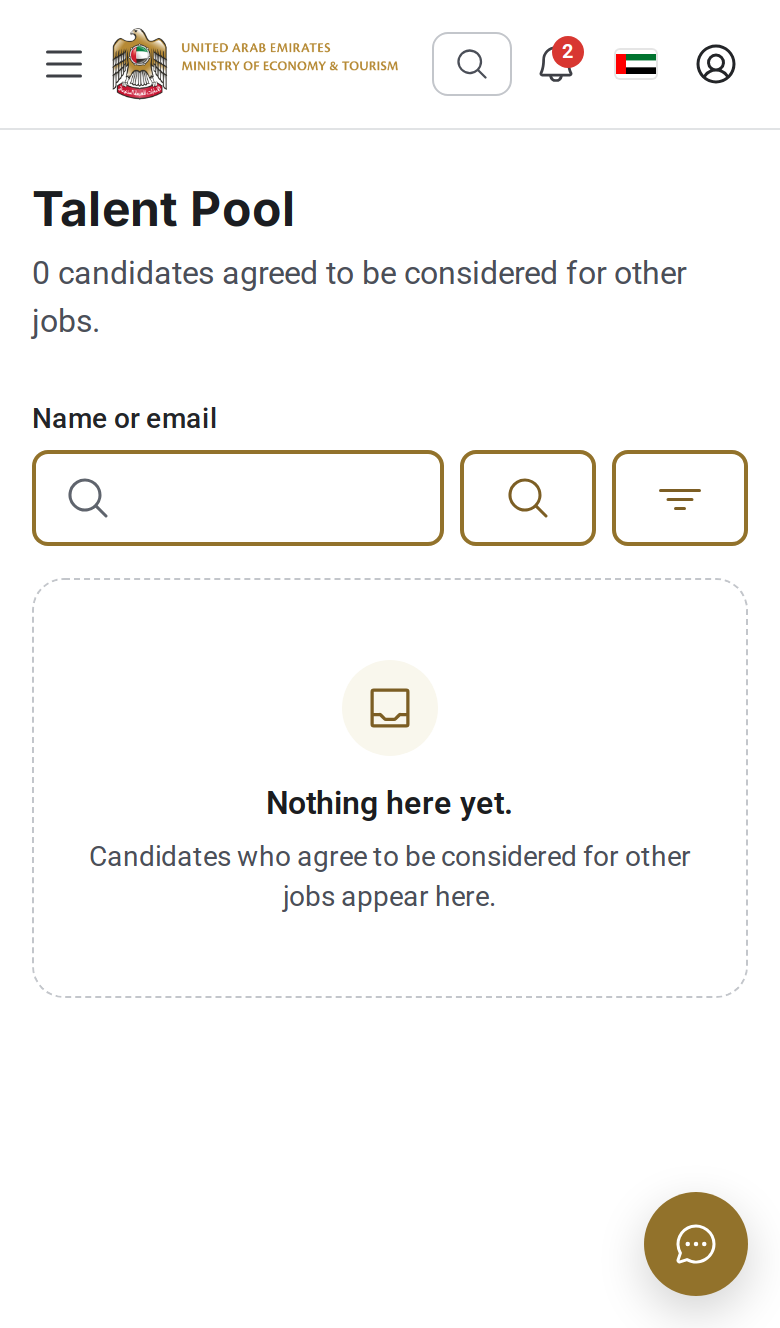 UNITED ARAB EMIRATES
MINISTRY OF ECONOMY & TOURISM
2
Talent Pool
0 candidates agreed to be considered for other
jobs.
Name or email
Nothing here yet.
Candidates who agree to be considered for other
jobs appear here.